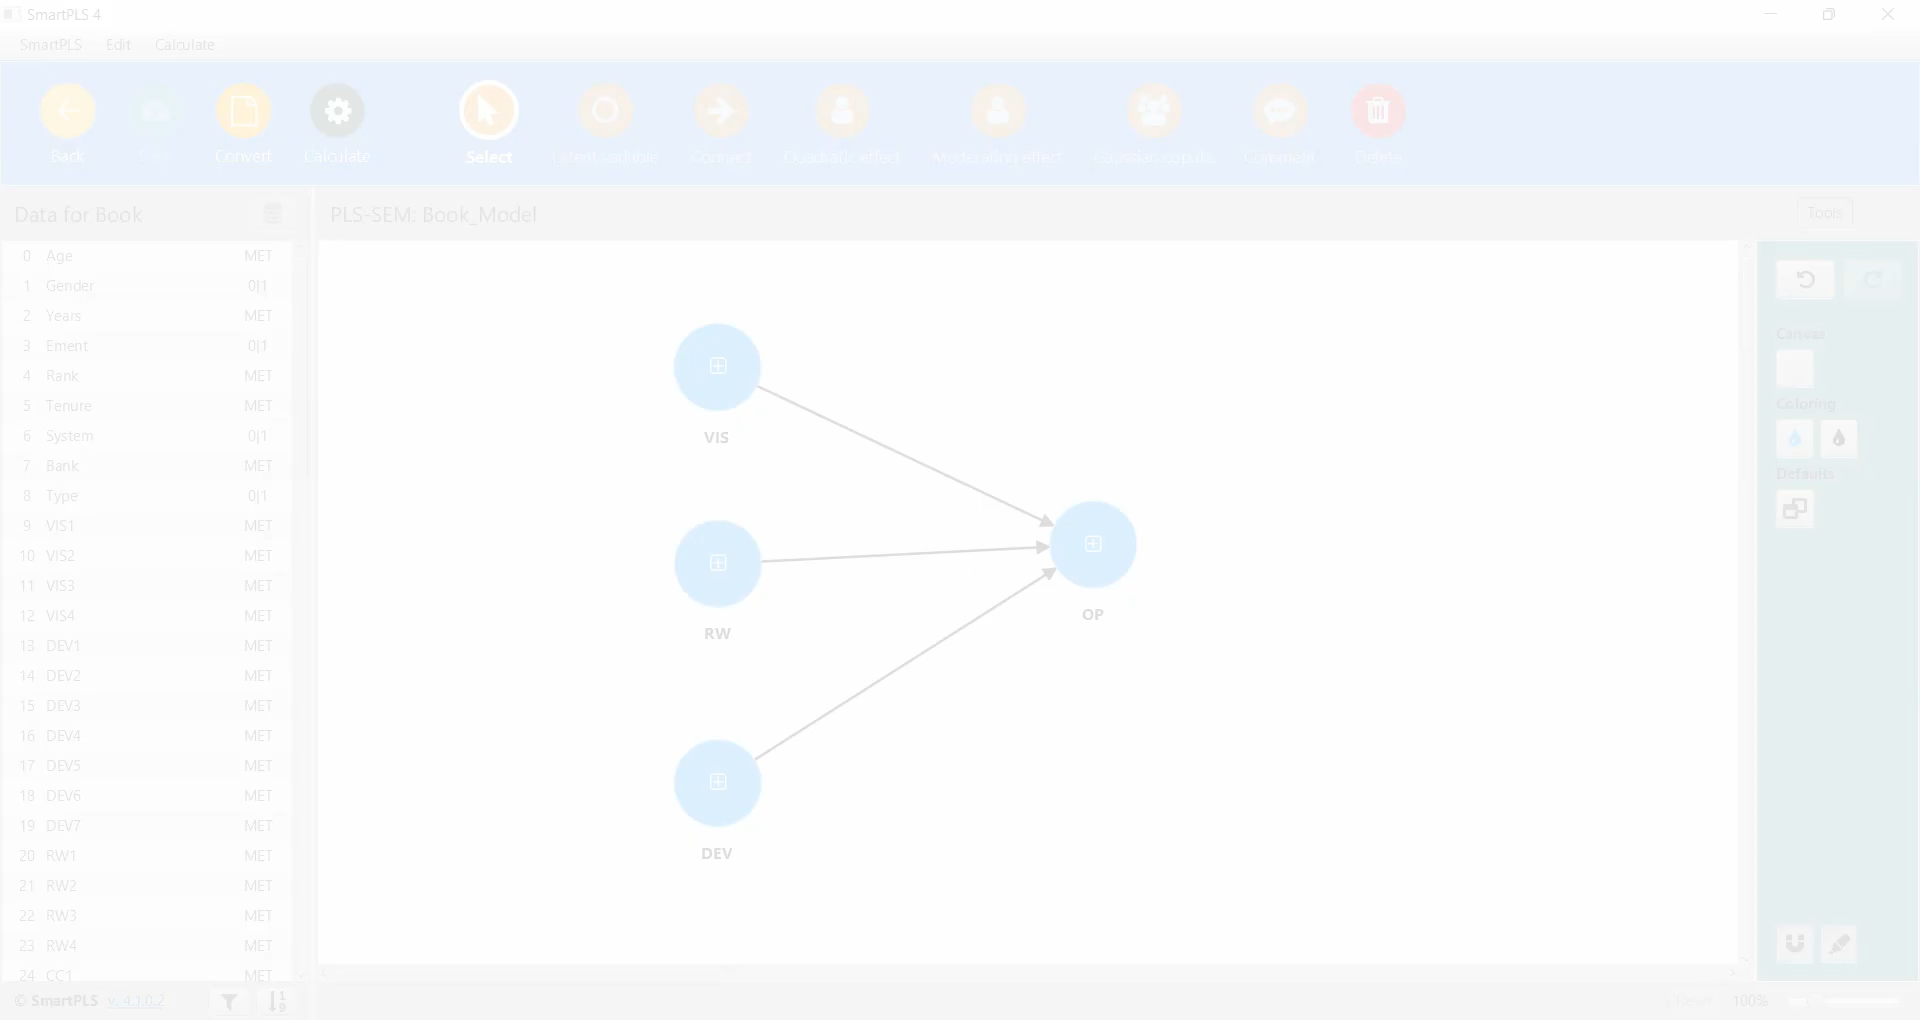 SmartPLS 4
SmartPLS Edit Calculate
Back Save Convert Calculate Select Latent variable Connect Quadratic effect Moderating effect Gaussian copula Comment Delete
Data for Book
PLS-SEM: Book_Model
Tools
0 Age MET
1 Gender 0|1
2 Years MET
3 Ement 0|1
4 Rank MET
5 Tenure MET
6 System 0|1
7 Bank MET
8 Type 0|1
9 VIS1 MET
10 VIS2 MET
11 VIS3 MET
12 VIS4 MET
13 DEV1 MET
14 DEV2 MET
15 DEV3 MET
16 DEV4 MET
17 DEV5 MET
18 DEV6 MET
19 DEV7 MET
20 RW1 MET
21 RW2 MET
22 RW3 MET
23 RW4 MET
24 CC1 MET
VIS
RW
OP
DEV
Canvas
Coloring
Defaults
© SmartPLS v. 4.1.0.2
100%